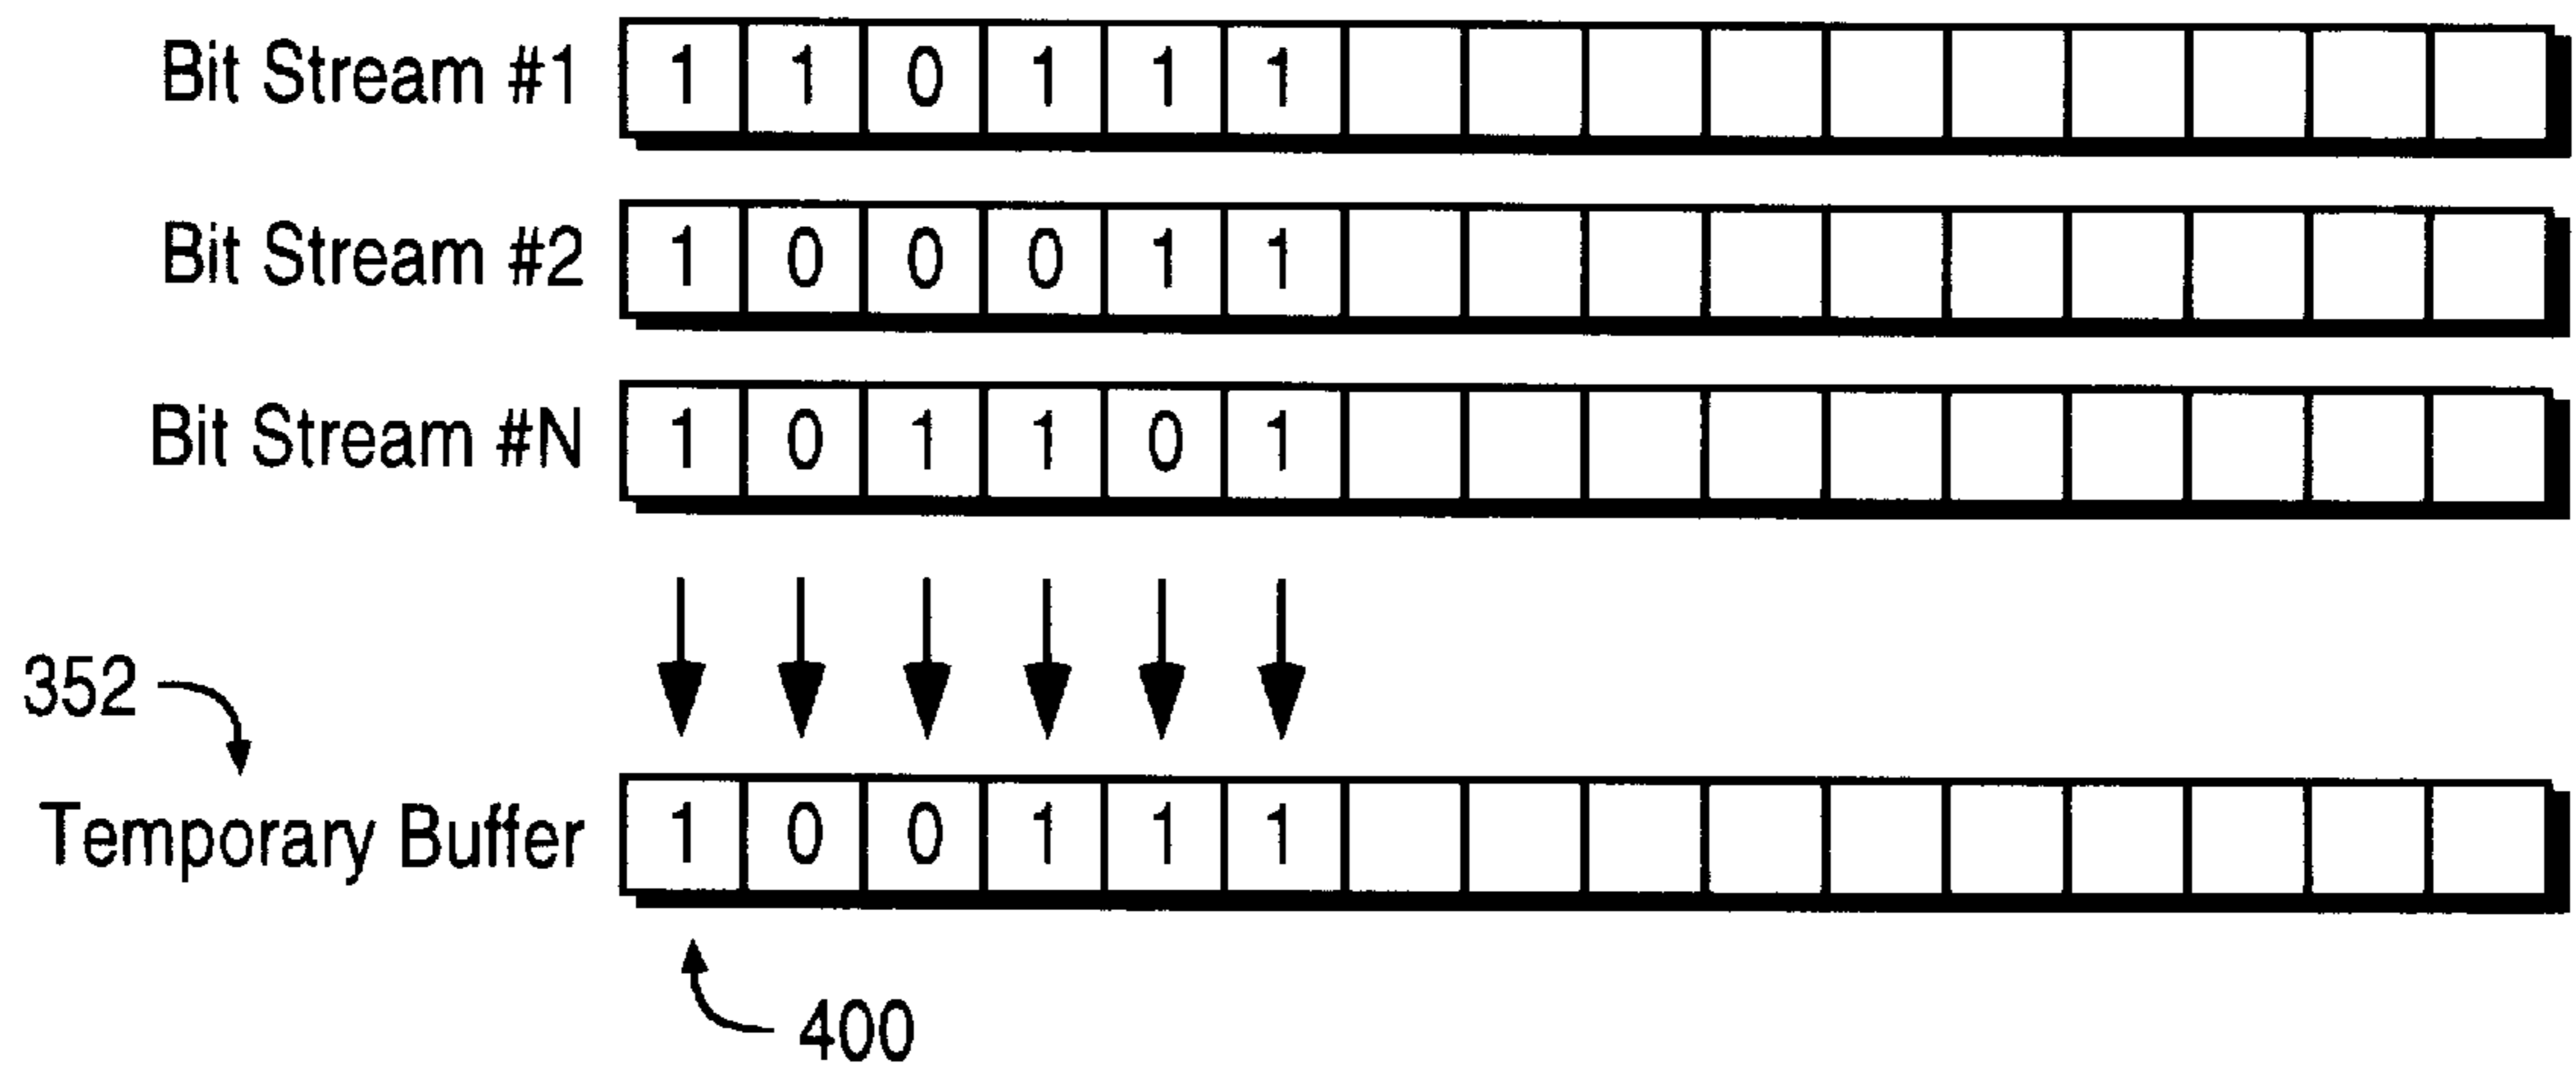 Bit Stream #1 1 1 0 1 1 1
Bit Stream #2 1 0 0 0 1 1
Bit Stream #N 1 0 1 1 0 1
352
Temporary Buffer 1 0 0 1 1 1
400